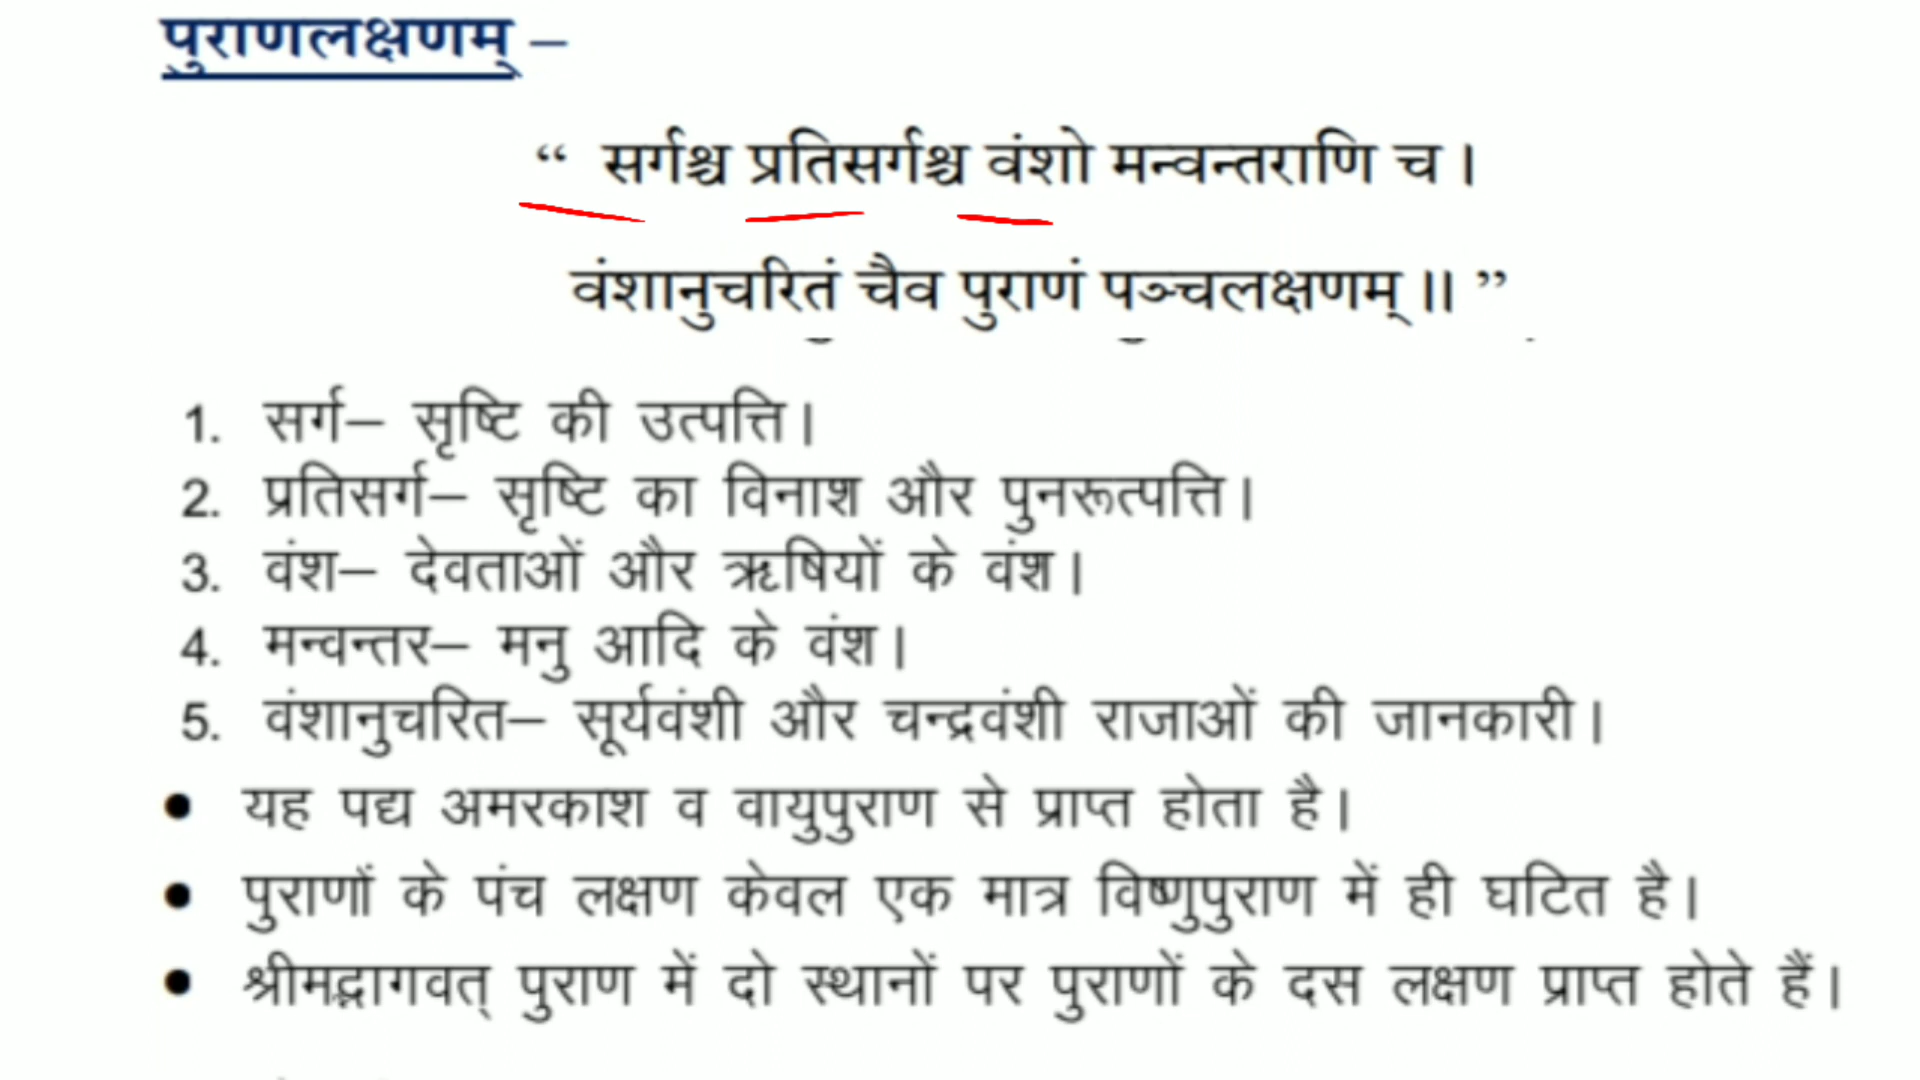 पुराणलक्षणम् –
“ सर्गश्च प्रतिसर्गश्च वंशो मन्वन्तराणि च।
वंशानुचरितं चैव पुराणं पञ्चलक्षणम्॥ ”
1. सर्ग– सृष्टि की उत्पत्ति।
2. प्रतिसर्ग– सृष्टि का विनाश और पुनरूत्पत्ति।
3. वंश– देवताओं और ऋषियों के वंश।
4. मन्वन्तर– मनु आदि के वंश।
5. वंशानुचरित– सूर्यवंशी और चन्द्रवंशी राजाओं की जानकारी।
● यह पद्य अमरकाश व वायुपुराण से प्राप्त होता है।
● पुराणों के पंच लक्षण केवल एक मात्र विष्णुपुराण में ही घटित है।
● श्रीमद्भागवत् पुराण में दो स्थानों पर पुराणों के दस लक्षण प्राप्त होते हैं।